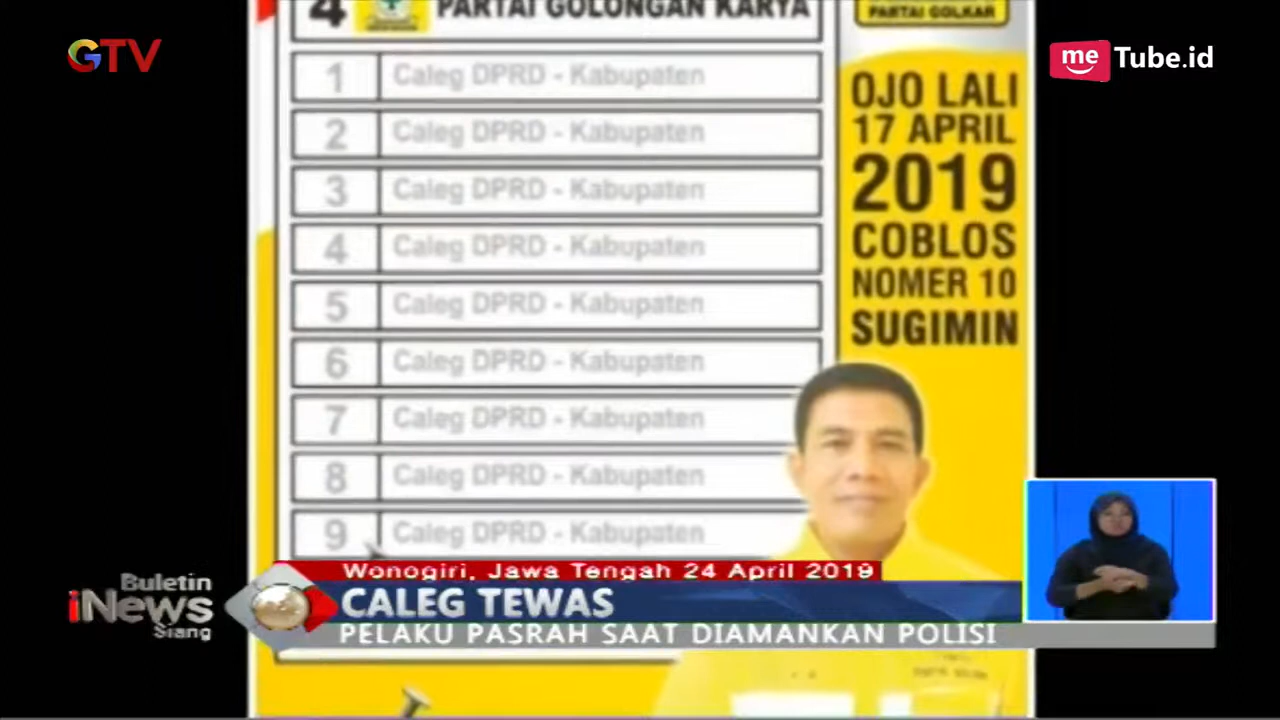 4 PARTAI GOLONGAN KARYA
PARTAI GOLKAR
GTV
me Tube.id
1 Caleg DPRD - Kabupaten
2 Caleg DPRD - Kabupaten
3 Caleg DPRD - Kabupaten
4 Caleg DPRD - Kabupaten
5 Caleg DPRD - Kabupaten
6 Caleg DPRD - Kabupaten
7 Caleg DPRD - Kabupaten
8 Caleg DPRD - Kabupaten
9 Caleg DPRD - Kabupaten
OJO LALI
17 APRIL
2019
COBLOS
NOMER 10
SUGIMIN
Buletin
iNews
Siang
Wonogiri, Jawa Tengah 24 April 2019
CALEG TEWAS
PELAKU PASRAH SAAT DIAMANKAN POLISI